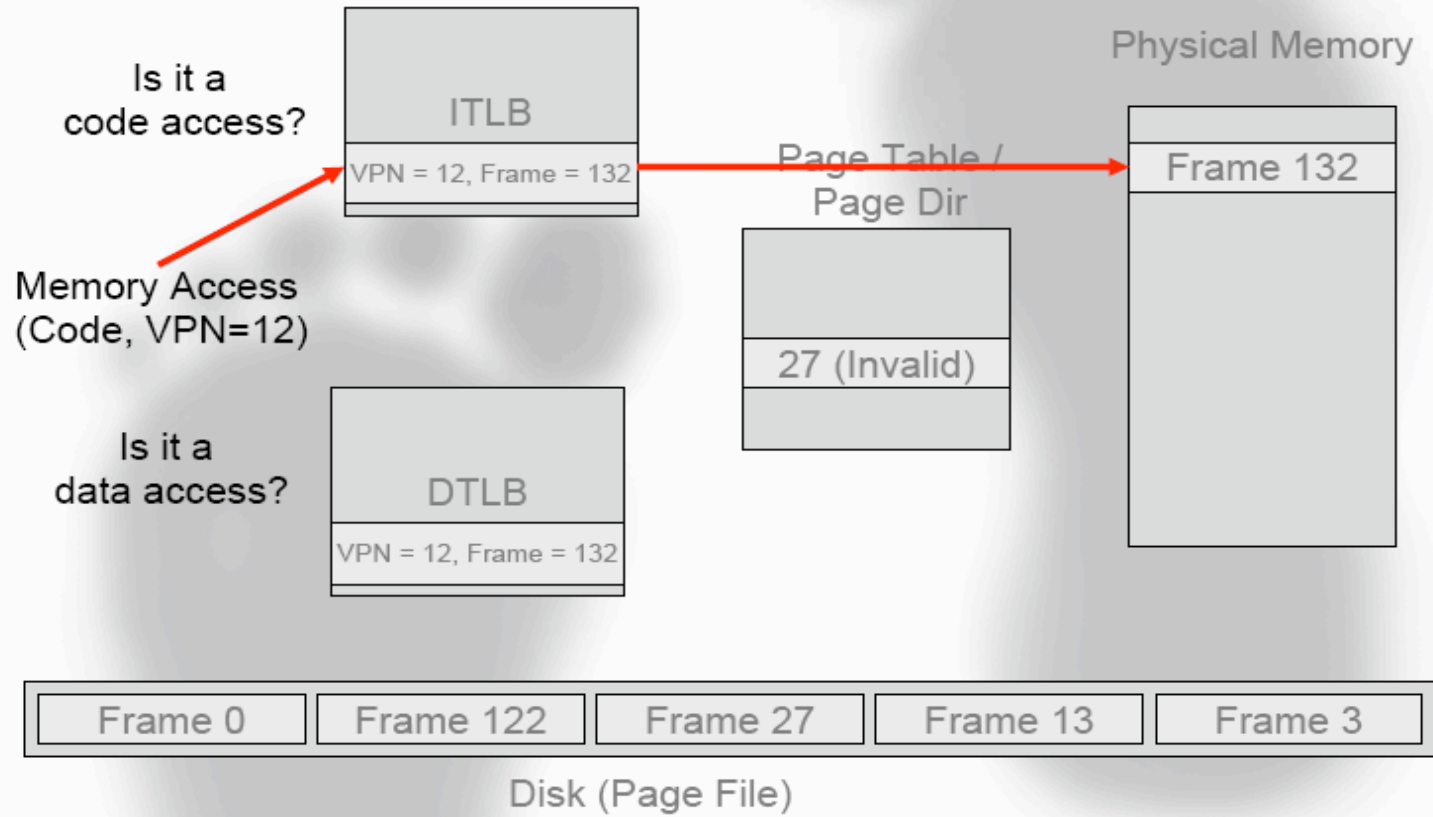 Is it a
code access?
ITLB
VPN = 12, Frame = 132
Memory Access
(Code, VPN=12)
Page Table /
Page Dir
27 (Invalid)
Physical Memory
Frame 132
Is it a
data access?
DTLB
VPN = 12, Frame = 132
Frame 0
Frame 122
Frame 27
Frame 13
Frame 3
Disk (Page File)